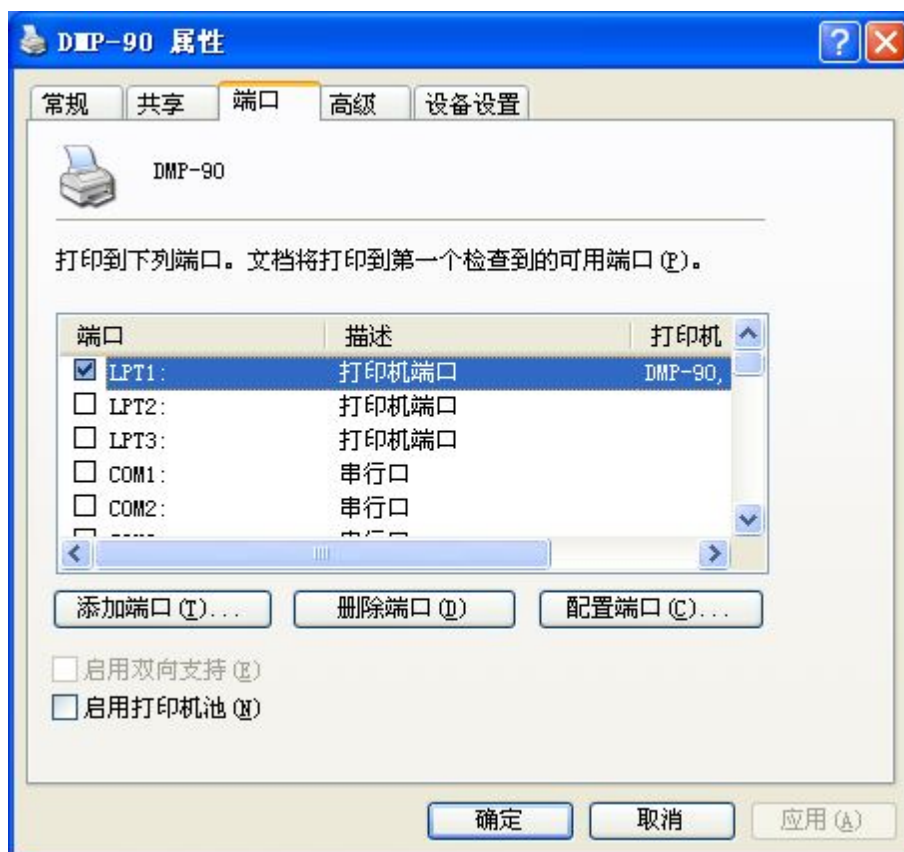 DMP-90 属性
常规 共享 端口 高级 设备设置
DMP-90
打印到下列端口。文档将打印到第一个检查到的可用端口(P)。
端口 描述 打印机
LPT1: 打印机端口 DMP-90,
LPT2: 打印机端口
LPT3: 打印机端口
COM1: 串行口
COM2: 串行口
添加端口(T)... 删除端口(D) 配置端口(C)...
启用双向支持(E)
启用打印机池(N)
确定 取消 应用(A)